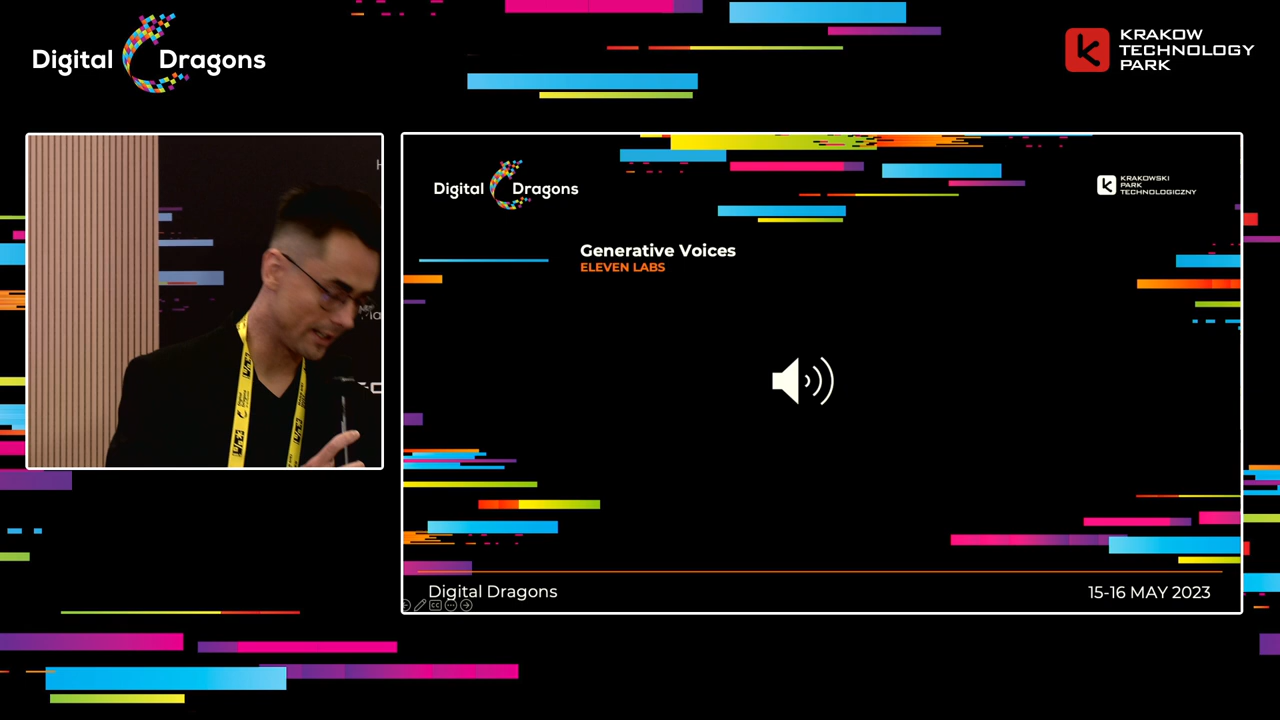 Digital Dragons
KRAKOW
TECHNOLOGY
PARK
Digital Dragons
KRAKOWSKI
PARK
TECHNOLOGICZNY
Generative Voices
ELEVEN LABS
Digital Dragons
15-16 MAY 2023